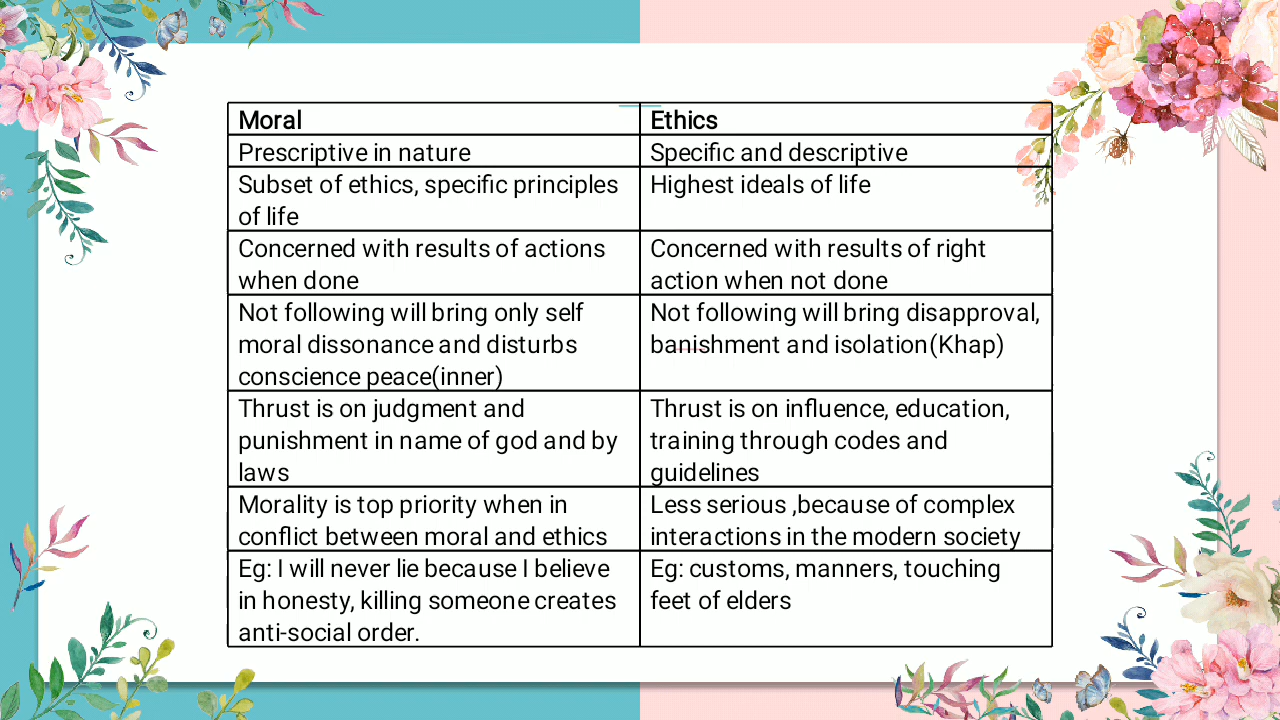 Moral
Ethics
Prescriptive in nature
Specific and descriptive
Subset of ethics, specific principles
of life
Highest ideals of life
Concerned with results of actions
when done
Concerned with results of right
action when not done
Not following will bring only self
moral dissonance and disturbs
conscience peace(inner)
Not following will bring disapproval,
banishment and isolation(Khap)
Thrust is on judgment and
punishment in name of god and by
laws
Thrust is on influence, education,
training through codes and
guidelines
Morality is top priority when in
conflict between moral and ethics
Less serious ,because of complex
interactions in the modern society
Eg: I will never lie because I believe
in honesty, killing someone creates
anti-social order.
Eg: customs, manners, touching
feet of elders